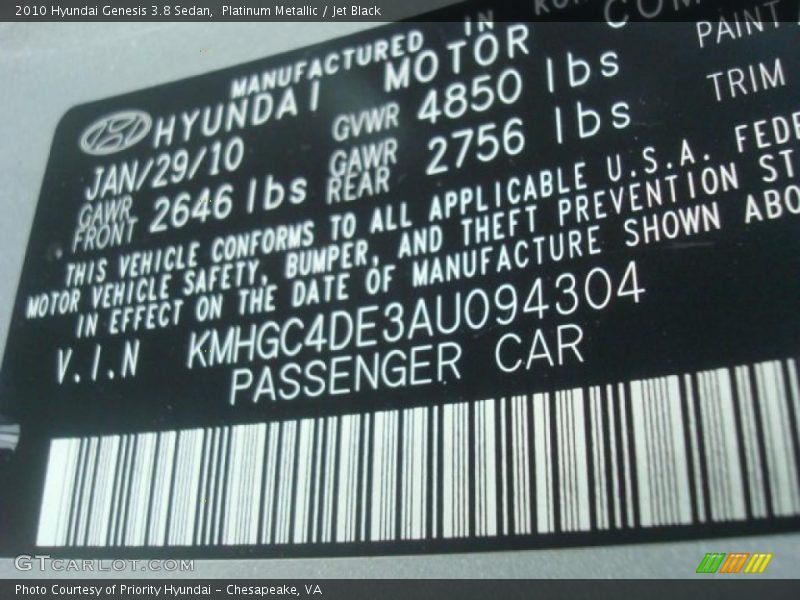 2010 Hyundai Genesis 3.8 Sedan, Platinum Metallic / Jet Black
MANUFACTURED IN
HYUNDAI MOTOR
PAINT
JAN/29/10 GVWR 4850 lbs TRIM
GAWR FRONT 2646 lbs GAWR REAR 2756 lbs
THIS VEHICLE CONFORMS TO ALL APPLICABLE U.S.A.
MOTOR VEHICLE SAFETY, BUMPER, AND THEFT PREVENTION
IN EFFECT ON THE DATE OF MANUFACTURE SHOWN
V.I.N KMHGC4DE3AU094304
PASSENGER CAR
GTCARLOT.COM
Photo Courtesy of Priority Hyundai - Chesapeake, VA